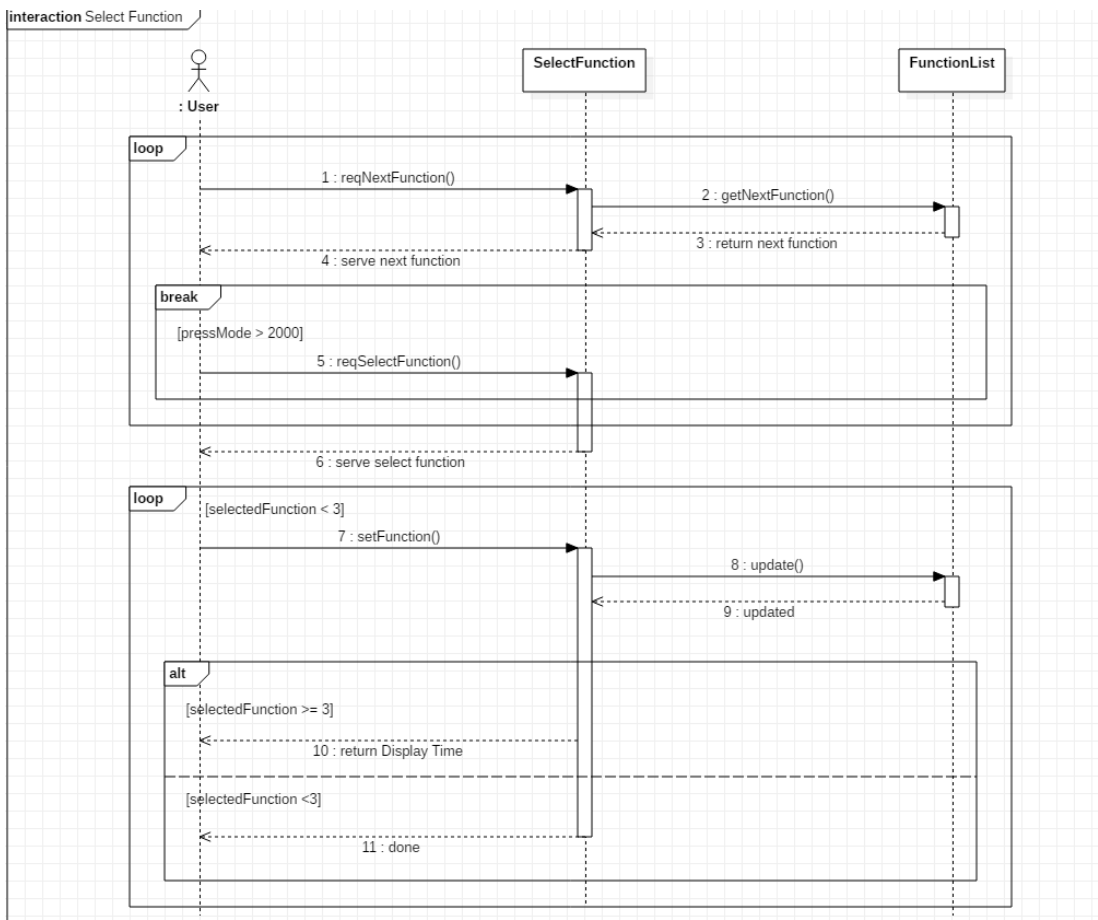 interaction Select Function
SelectFunction
FunctionList
: User
loop
1 : reqNextFunction()
2 : getNextFunction()
3 : return next function
4 : serve next function
break
[pressMode > 2000]
5 : reqSelectFunction()
6 : serve select function
loop
[selectedFunction < 3]
7 : setFunction()
8 : update()
9 : updated
alt
[selectedFunction >= 3]
10 : return Display Time
[selectedFunction <3]
11 : done